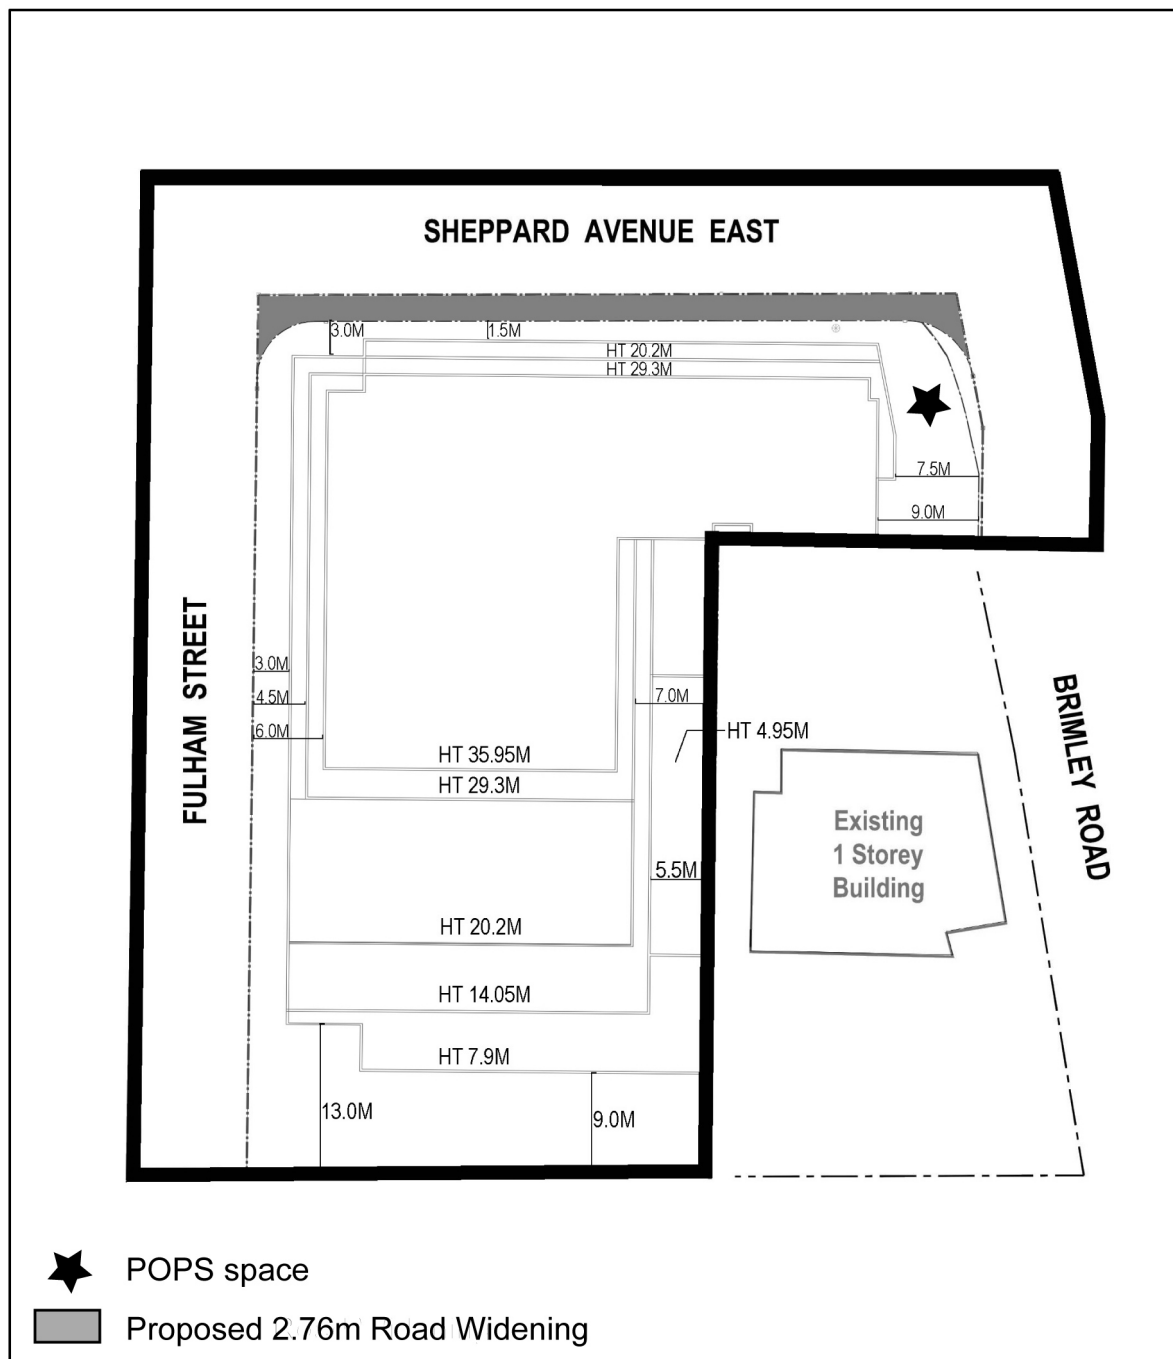 SHEPPARD AVENUE EAST
3.0M
1.5M
HT 20.2M
HT 29.3M
7.5M
9.0M
FULHAM STREET
3.0M
4.5M
6.0M
7.0M
HT 4.95M
HT 35.95M
HT 29.3M
BRIMLEY ROAD
Existing
1 Storey
Building
5.5M
HT 20.2M
HT 14.05M
HT 7.9M
13.0M
9.0M
POPS space
Proposed 2.76m Road Widening